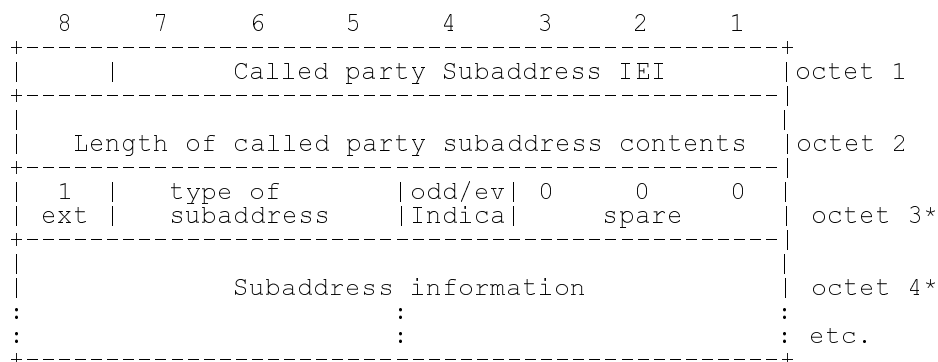 8 7 6 5 4 3 2 1
Called party Subaddress IEI octet 1
Length of called party subaddress contents octet 2
1 type of odd/ev 0 0 0
ext subaddress Indica spare octet 3*
Subaddress information octet 4*
: : :
: : : etc.